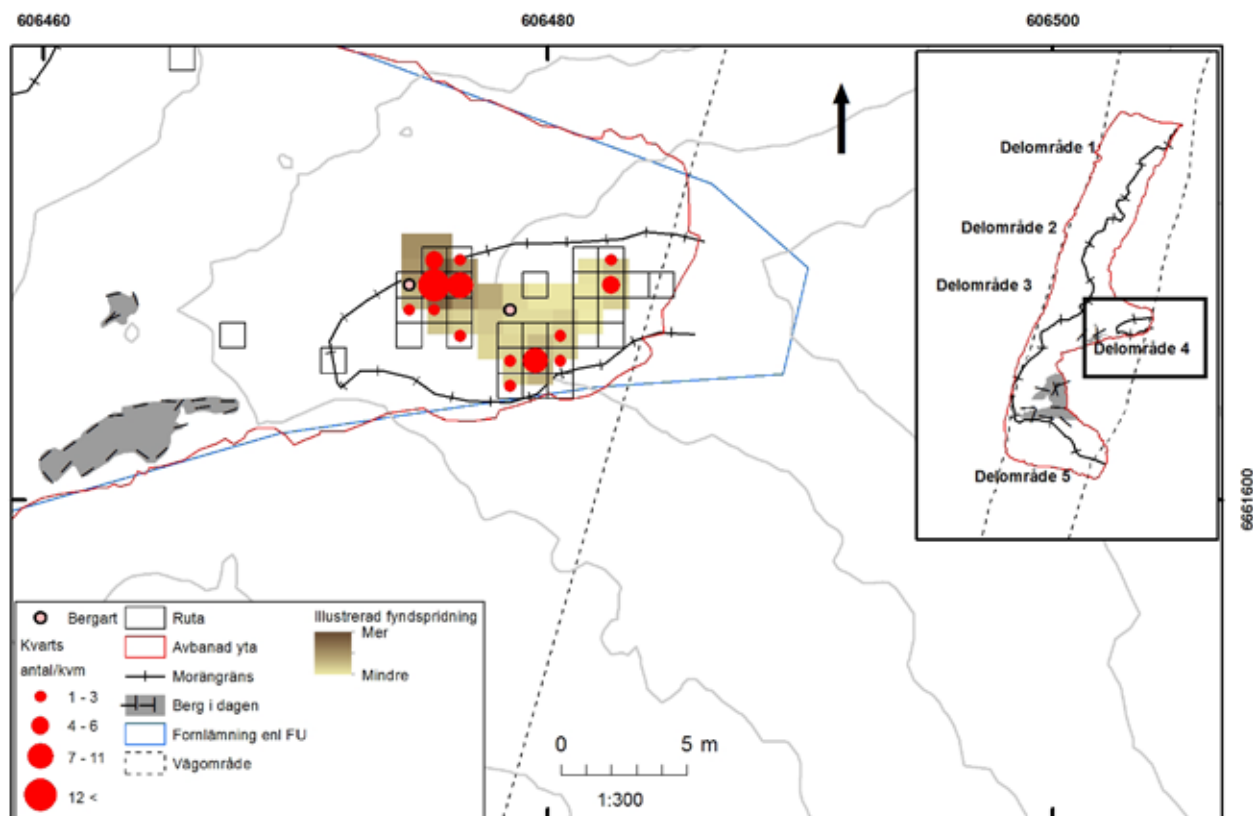 606460
606480
606500
Delområde 1
Delområde 2
Delområde 3
Delområde 4
Delområde 5
6661600
Bergart
Kvarts
antal/kvm
1 - 3
4 - 6
7 - 11
12 <
Ruta
Avbanad yta
Morängräns
Berg i dagen
Fornlämning enl FU
Vägområde
Illustrerad fyndspridning
Mer
Mindre
0 5 m
1:300